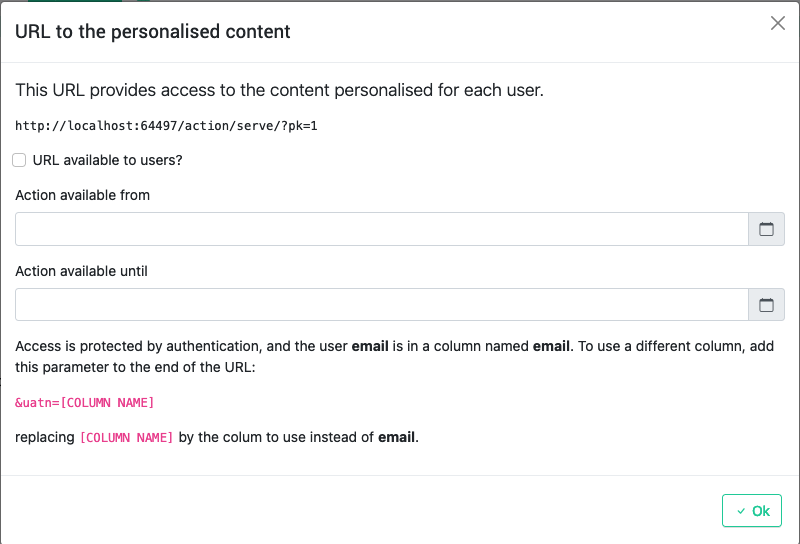 URL to the personalised content
This URL provides access to the content personalised for each user.
http://localhost:64497/action/serve/?pk=1
URL available to users?
Action available from
Action available until
Access is protected by authentication, and the user email is in a column named email. To use a different column, add
this parameter to the end of the URL:
&uatn=[COLUMN NAME]
replacing [COLUMN NAME] by the colum to use instead of email.
Ok